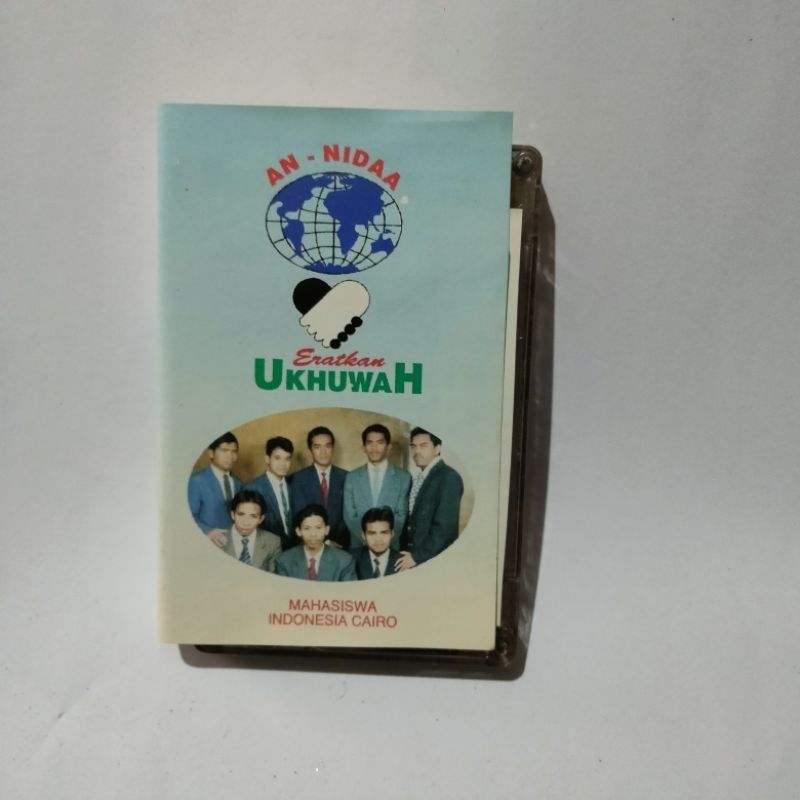 AN - NIDAA
Eratkan
UKHUWAH
MAHASISWA
INDONESIA CAIRO